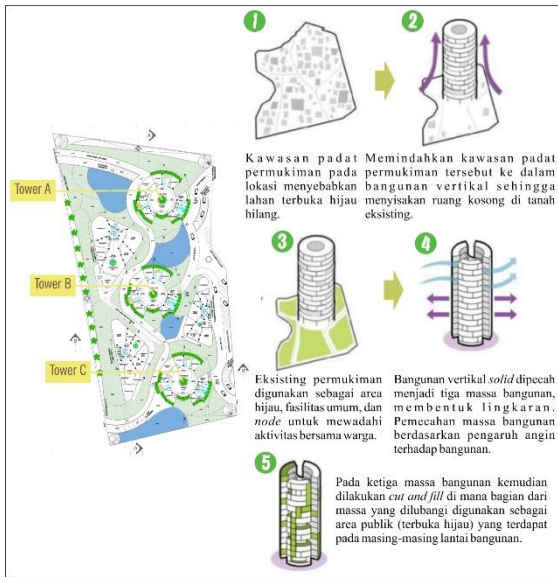 1
2
Kawasan padat
permukiman pada
lokasi menyebabkan
lahan terbuka hijau
hilang.
Memindahkan kawasan padat
permukiman tersebut ke dalam
bangunan vertikal sehingga
menyisakan ruang kosong di tanah
eksisting.
Tower A
Tower B
Tower C
3
4
Eksisting permukiman
digunakan sebagai area
hijau, fasilitas umum, dan
node untuk mewadahi
aktivitas bersama warga.
Bangunan vertikal solid dipecah
menjadi tiga massa bangunan,
membentuk lingkaran.
Pemecahan massa bangunan
berdasarkan pengaruh angin
terhadap bangunan.
5
Pada ketiga massa bangunan kemudian
dilakukan cut and fill di mana bagian dari
massa yang dilubangi digunakan sebagai
area publik (terbuka hijau) yang terdapat
pada masing-masing lantai bangunan.